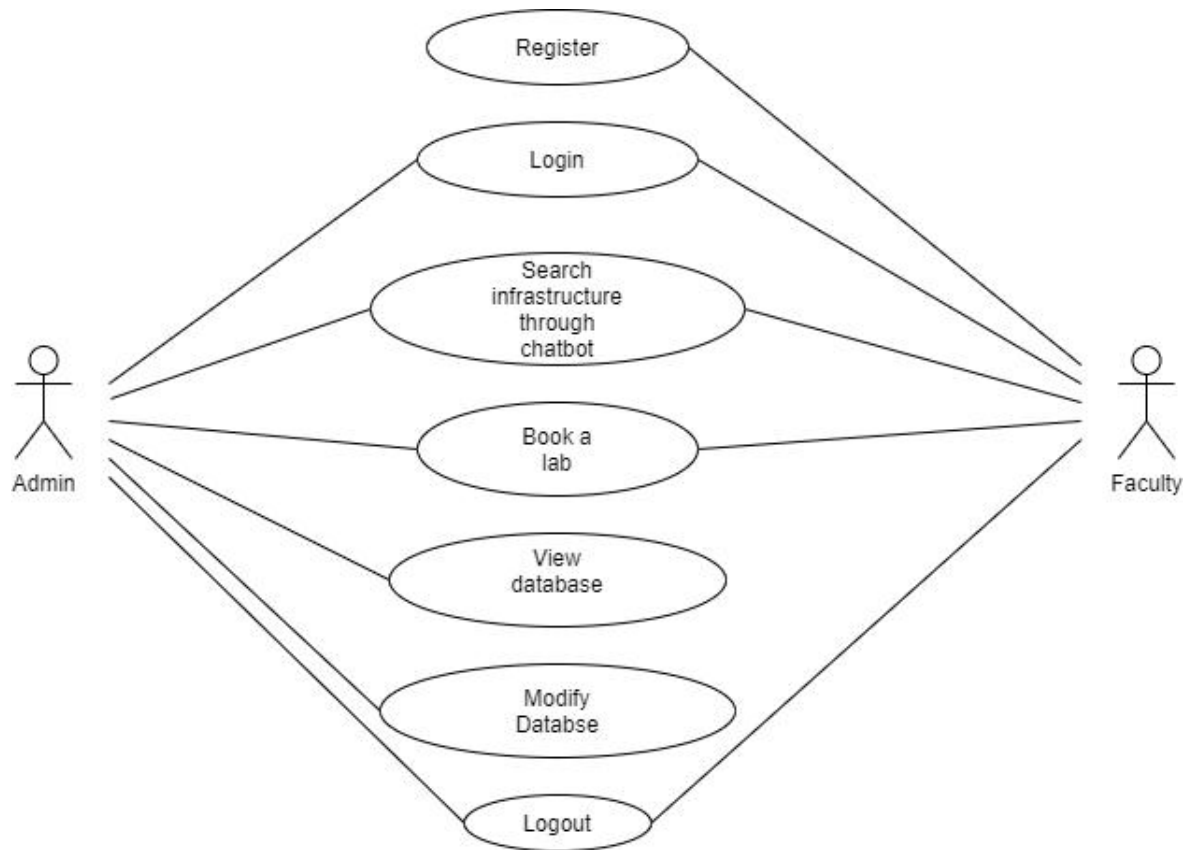 Register
Login
Search
infrastructure
through
chatbot
Admin
Faculty
Book a
lab
View
database
Modify
Databse
Logout